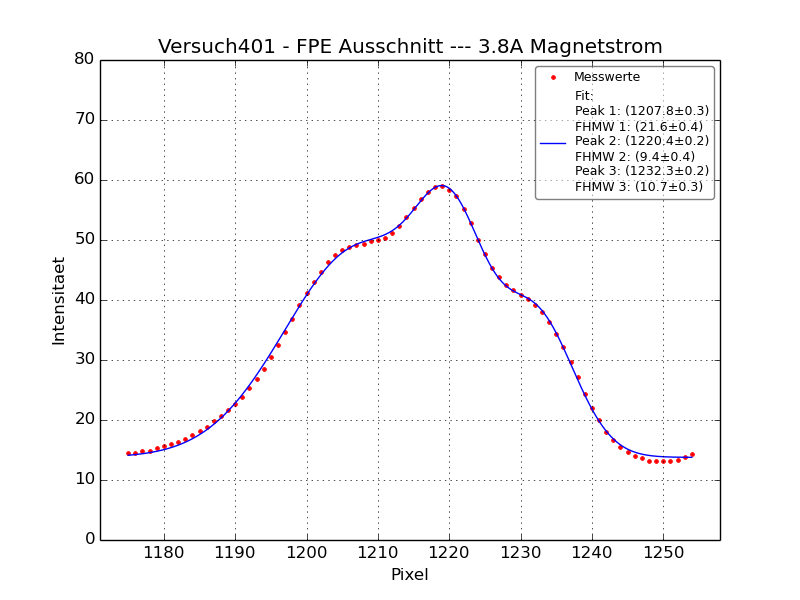 Versuch401 - FPE Ausschnitt --- 3.8A Magnetstrom
Messwerte
Fit:
Peak 1: (1207.8±0.3)
FHMW 1: (21.6±0.4)
Peak 2: (1220.4±0.2)
FHMW 2: (9.4±0.4)
Peak 3: (1232.3±0.2)
FHMW 3: (10.7±0.3)
Intensitaet
80
70
60
50
40
30
20
10
0
1180 1190 1200 1210 1220 1230 1240 1250
Pixel